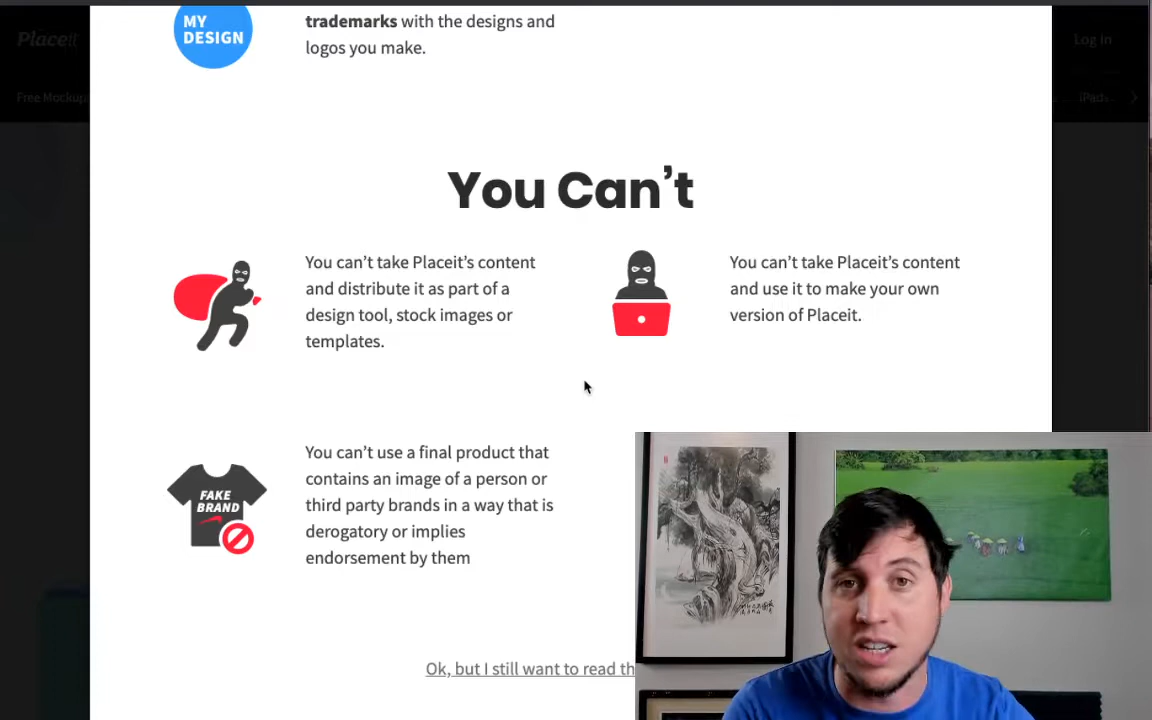 Placeit
Log In
Free Mockup
iPads
MY
DESIGN
trademarks with the designs and
logos you make.
You Can’t
You can’t take Placeit’s content
and distribute it as part of a
design tool, stock images or
templates.
You can’t take Placeit’s content
and use it to make your own
version of Placeit.
FAKE
BRAND
You can’t use a final product that
contains an image of a person or
third party brands in a way that is
derogatory or implies
endorsement by them
Ok, but I still want to read th